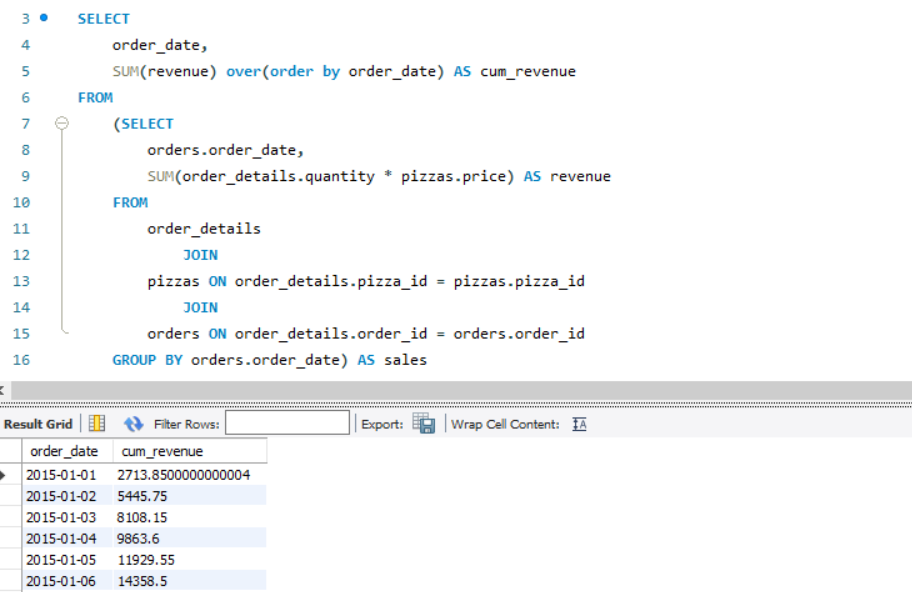 3 SELECT
4 order_date,
5 SUM(revenue) over(order by order_date) AS cum_revenue
6 FROM
7 (SELECT
8 orders.order_date,
9 SUM(order_details.quantity * pizzas.price) AS revenue
10 FROM
11 order_details
12 JOIN
13 pizzas ON order_details.pizza_id = pizzas.pizza_id
14 JOIN
15 orders ON order_details.order_id = orders.order_id
16 GROUP BY orders.order_date) AS sales
Result Grid Filter Rows: Export: Wrap Cell Content: IA
order_date cum_revenue
2015-01-01 2713.8500000000004
2015-01-02 5445.75
2015-01-03 8108.15
2015-01-04 9863.6
2015-01-05 11929.55
2015-01-06 14358.5